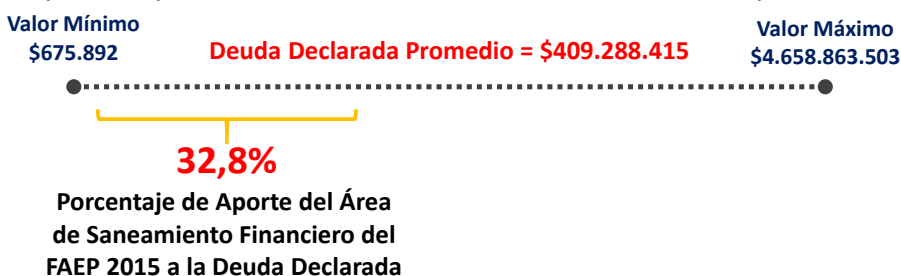 Valor Mínimo
$675.892
Deuda Declarada Promedio = $409.288.415
Valor Máximo
$4.658.863.503
32,8%
Porcentaje de Aporte del Área
de Saneamiento Financiero del
FAEP 2015 a la Deuda Declarada